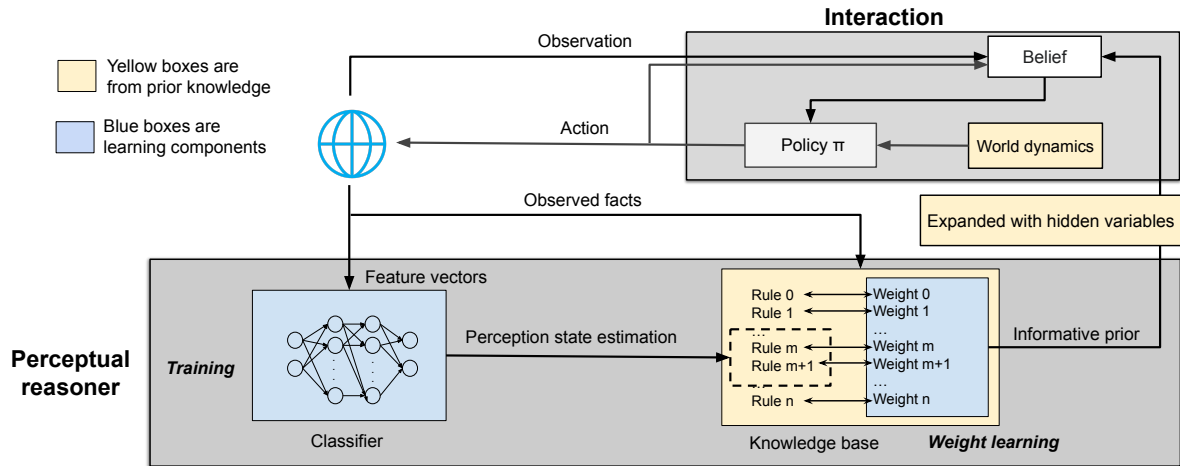 Interaction
Observation
Belief
Yellow boxes are
from prior knowledge
Blue boxes are
learning components
Action
Policy π
World dynamics
Observed facts
Expanded with hidden variables
Feature vectors
Rule 0
Weight 0
Rule 1
Weight 1
...
...
Perception state estimation
Rule m
Weight m
Informative prior
Perceptual
reasoner
Training
Rule m+1
Weight m+1
...
...
Rule n
Weight n
Classifier
Knowledge base
Weight learning